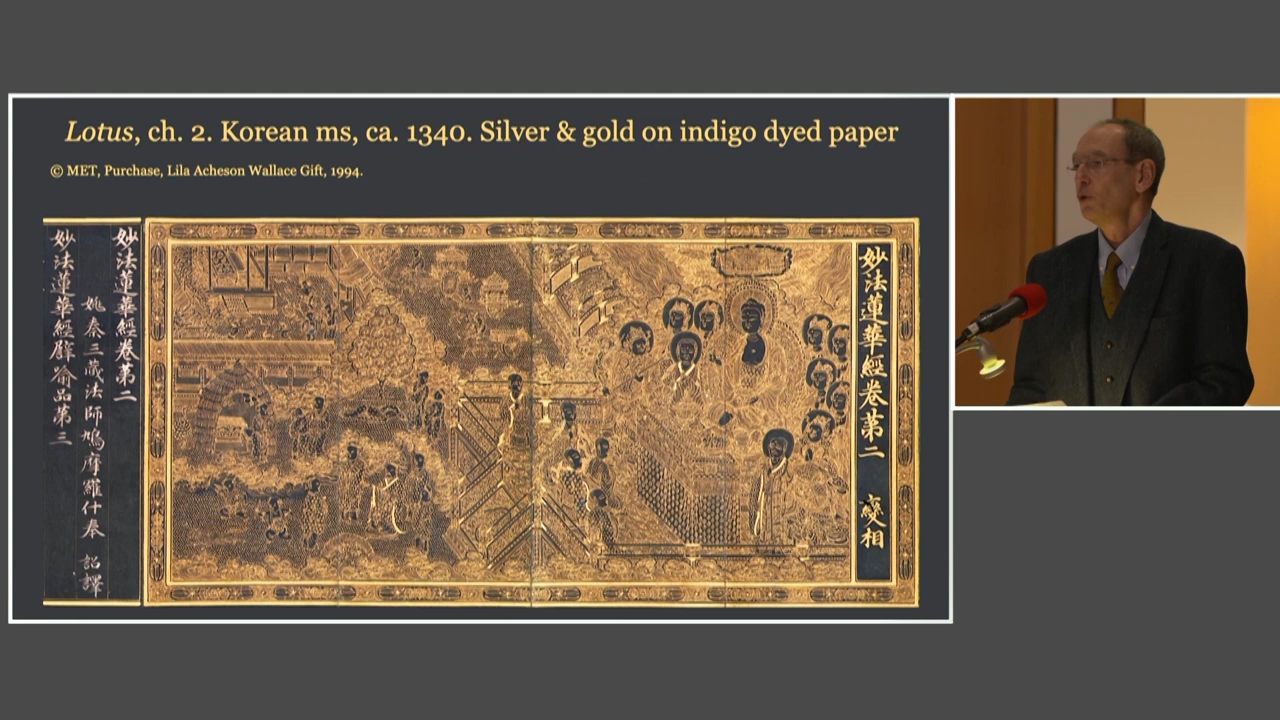 Lotus, ch. 2. Korean ms, ca. 1340. Silver & gold on indigo dyed paper
© MET, Purchase, Lila Acheson Wallace Gift, 1994.
妙法蓮華經卷第二 變相
妙法蓮華經卷第二
姚秦三藏法師鳩摩羅什奉 詔譯
妙法蓮華經譬喻品第三